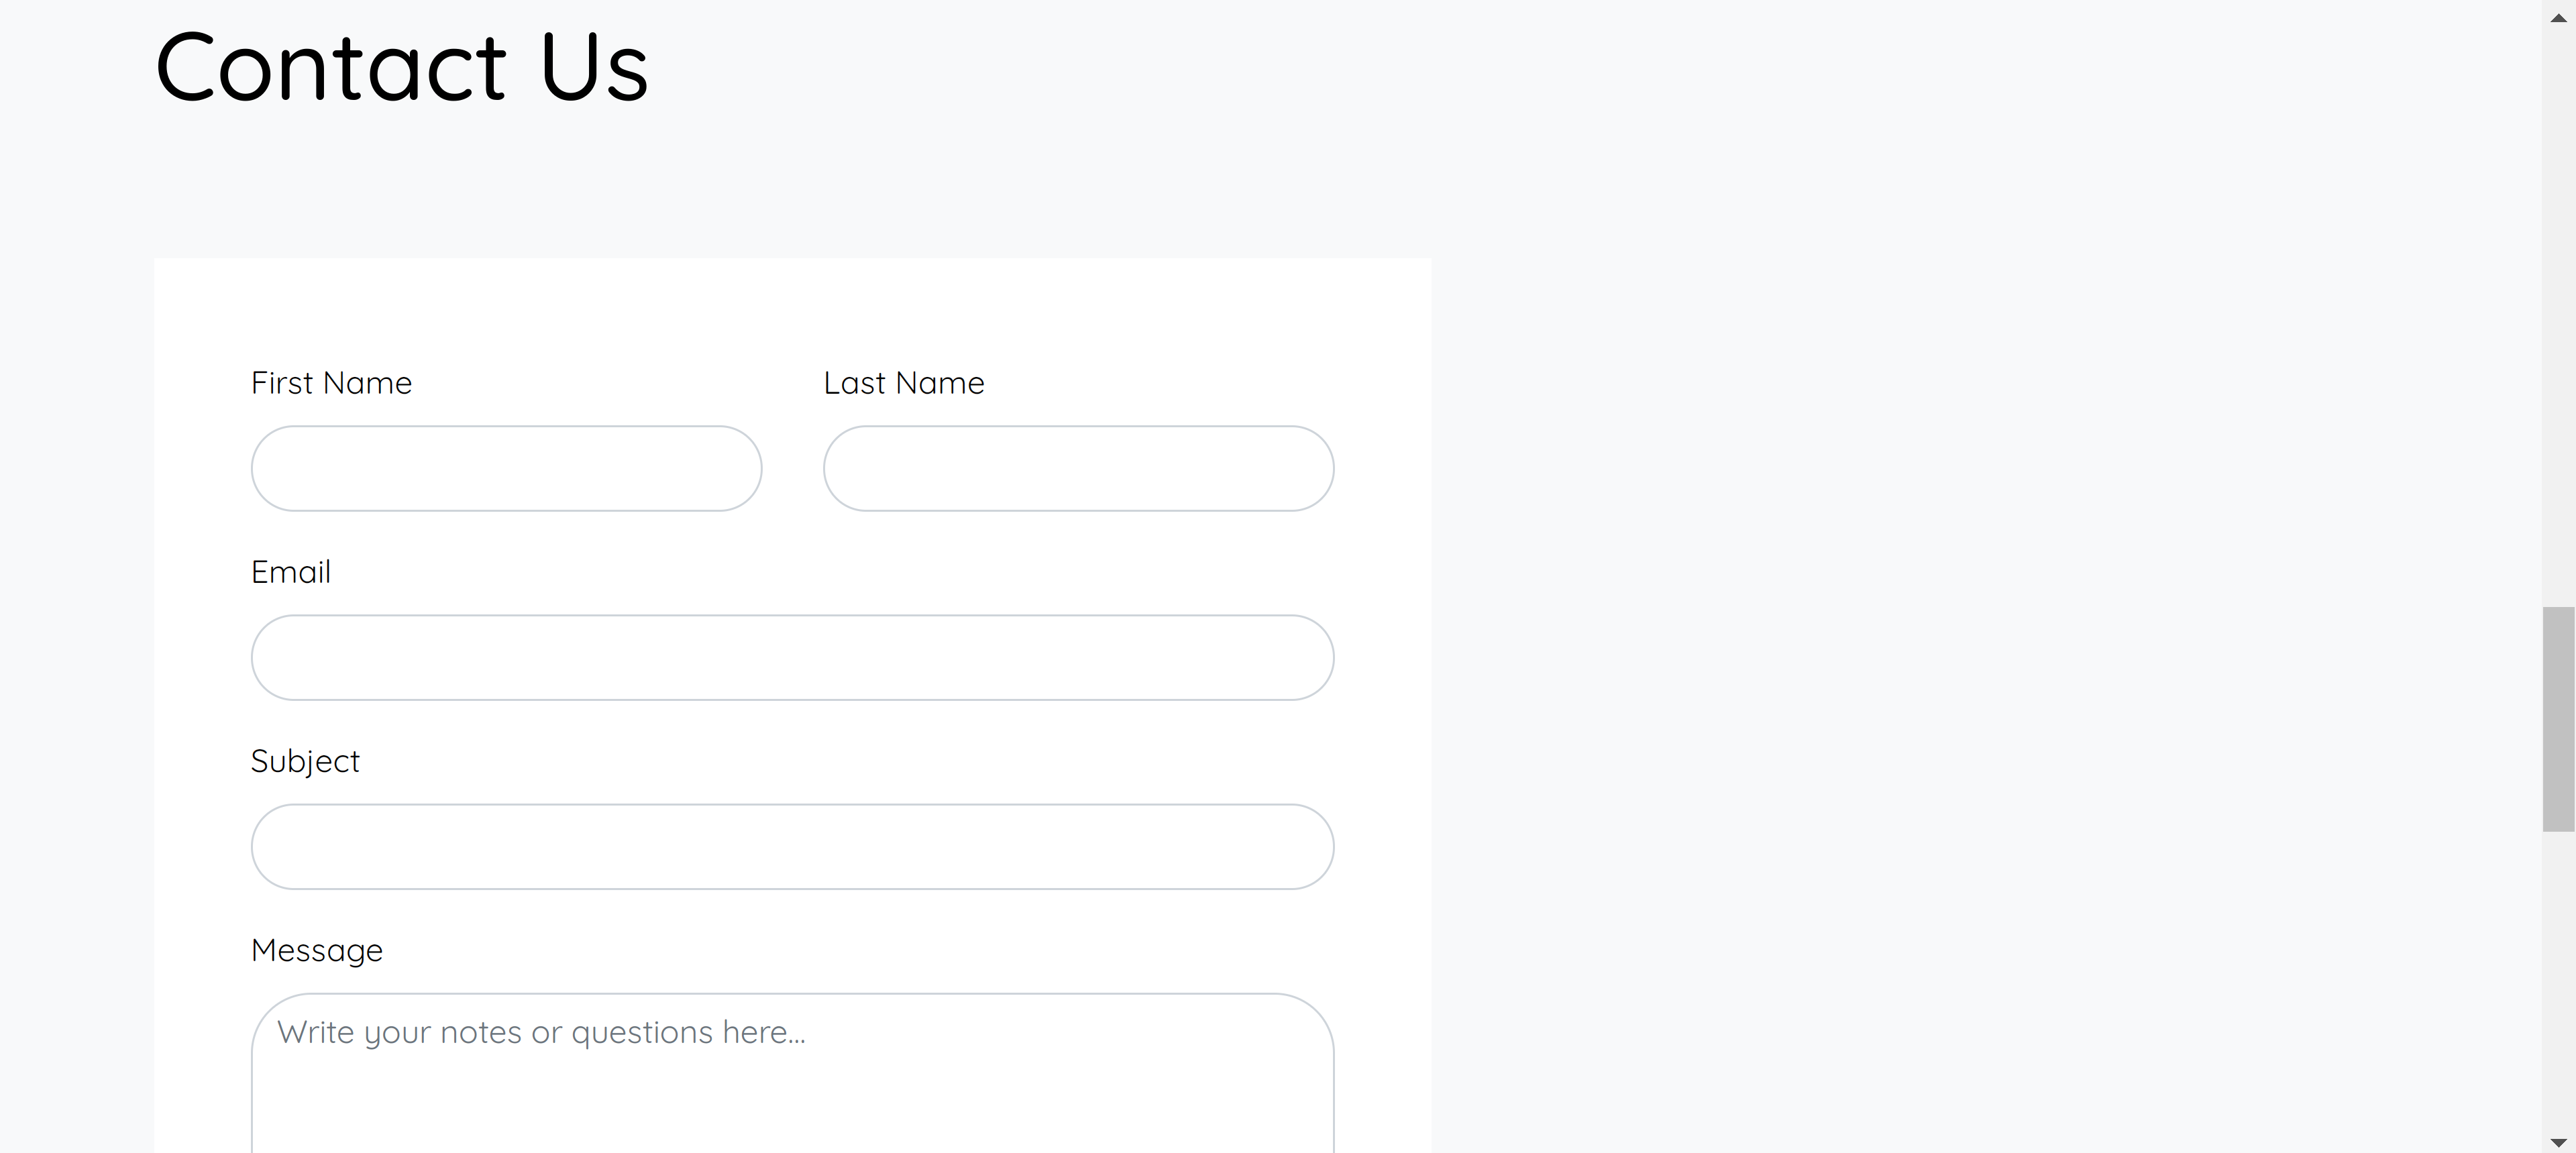 Contact Us
First Name
Last Name
Email
Subject
Message
Write your notes or questions here...